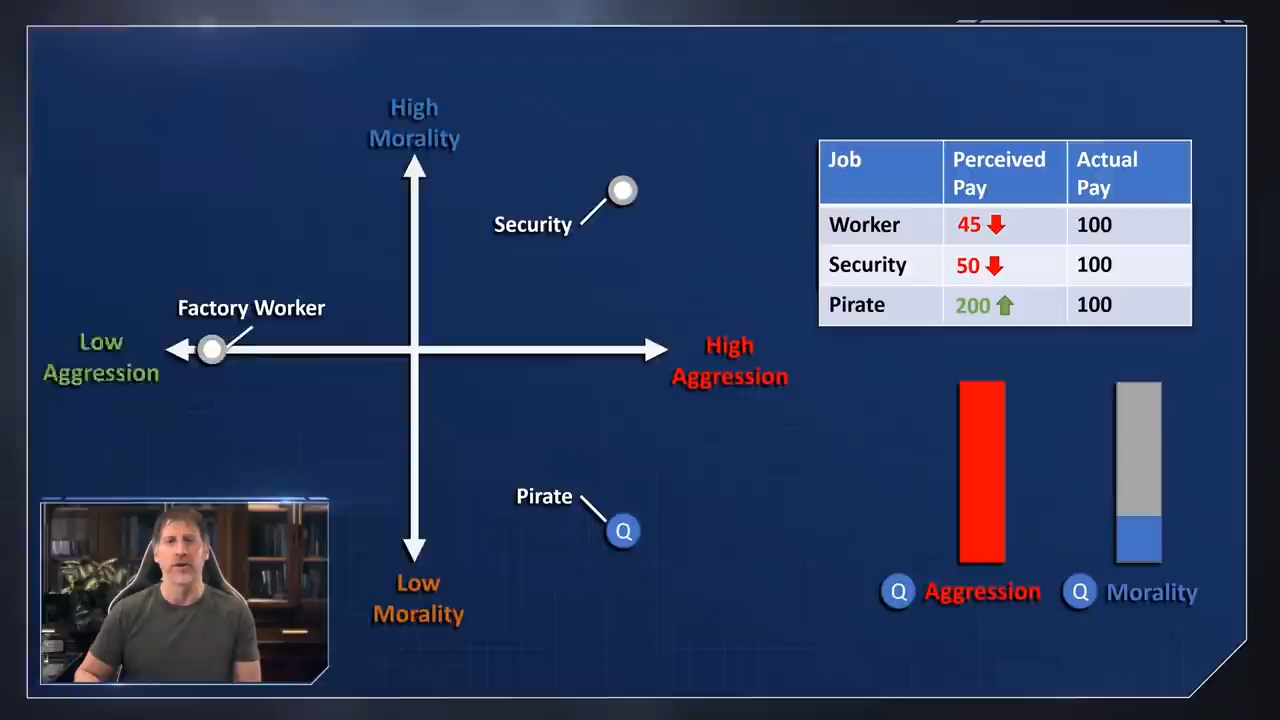 High
Morality
Security
Factory Worker
Low
Aggression
High
Aggression
Pirate
Q
Low
Morality
Job Perceived Pay Actual Pay
Worker 45 100
Security 50 100
Pirate 200 100
Q Aggression
Q Morality